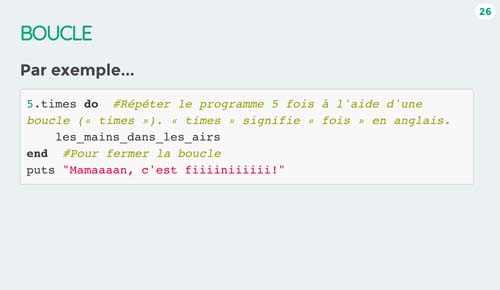 26
BOUCLE
Par exemple...
5.times do  #Répéter le programme 5 fois à l'aide d'une
boucle (« times »). « times » signifie « fois » en anglais.
    les_mains_dans_les_airs
end  #Pour fermer la boucle
puts "Mamaaaan, c'est fiiiiniiiiii!"